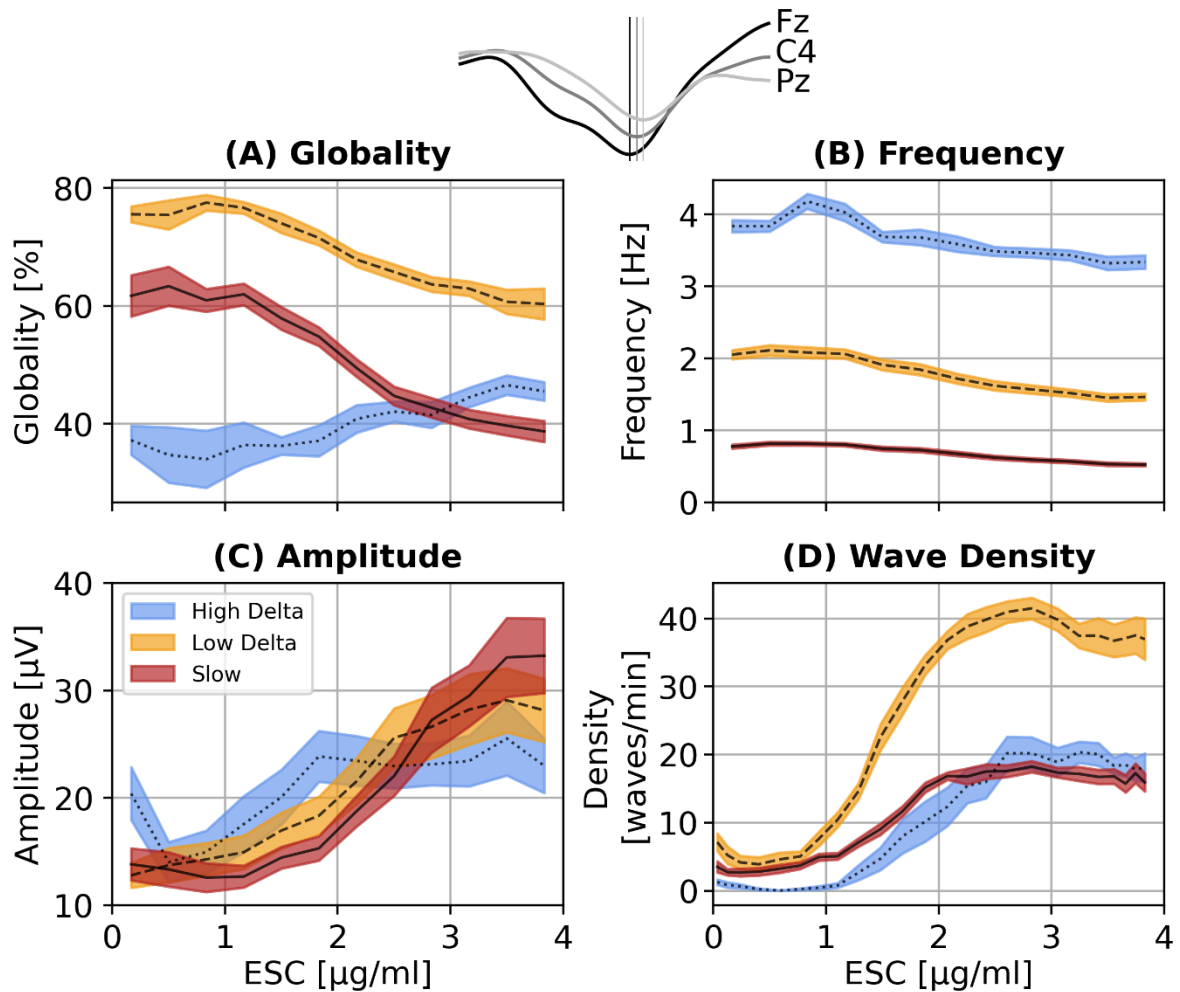 Fz
C4
Pz
(A) Globality
(B) Frequency
80
60
40
Globality [%]
4
3
2
1
0
Frequency [Hz]
(C) Amplitude
(D) Wave Density
40
30
20
10
Amplitude [µV]
High Delta
Low Delta
Slow
0 1 2 3 4
ESC [µg/ml]
40
30
20
10
0
Density
[waves/min]
0 1 2 3 4
ESC [µg/ml]